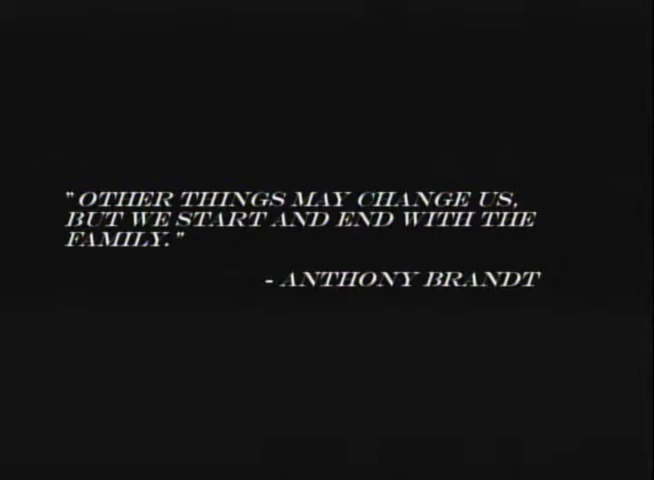 "OTHER THINGS MAY CHANGE US,
BUT WE START AND END WITH THE
FAMILY."
- ANTHONY BRANDT